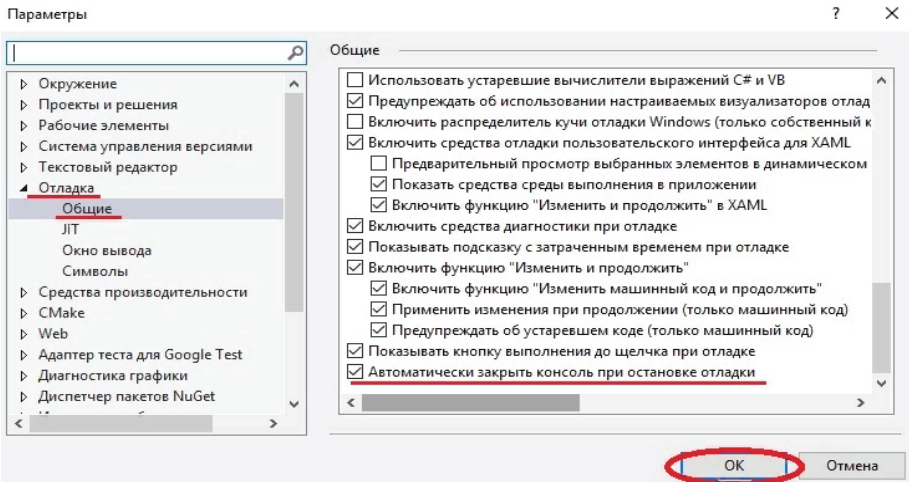 Параметры
?
Общие
Окружение
Проекты и решения
Рабочие элементы
Система управления версиями
Текстовый редактор
Отладка
Общие
JIT
Окно вывода
Символы
Средства производительности
CMake
Web
Адаптер теста для Google Test
Диагностика графики
Диспетчер пакетов NuGet
Использовать устаревшие вычислители выражений C# и VB
Предупреждать об использовании настраиваемых визуализаторов отлад
Включить распределитель кучи отладки Windows (только собственный к
Включить средства отладки пользовательского интерфейса для XAML
Предварительный просмотр выбранных элементов в динамическом
Показать средства среды выполнения в приложении
Включить функцию "Изменить и продолжить" в XAML
Включить средства диагностики при отладке
Показывать подсказку с затраченным временем при отладке
Включить функцию "Изменить и продолжить"
Включить функцию "Изменить машинный код и продолжить"
Применить изменения при продолжении (только машинный код)
Предупреждать об устаревшем коде (только машинный код)
Показывать кнопку выполнения до щелчка при отладке
Автоматически закрыть консоль при остановке отладки
OK
Отмена